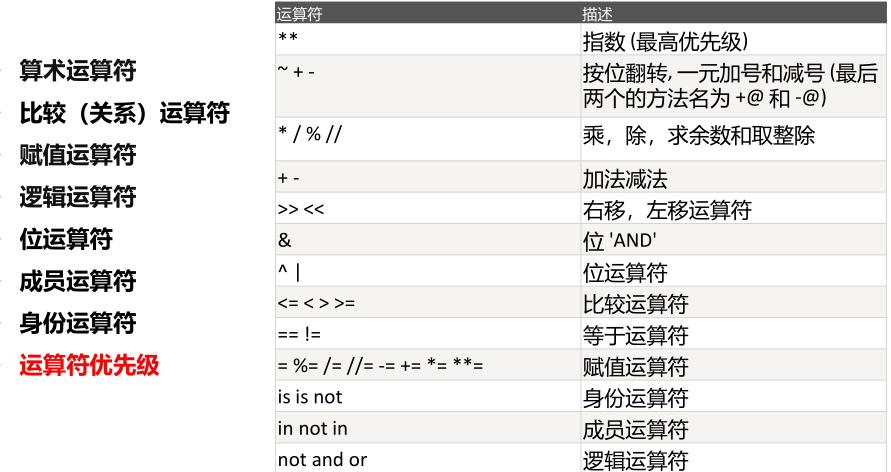 算术运算符
比较（关系）运算符
赋值运算符
逻辑运算符
位运算符
成员运算符
身份运算符
运算符优先级
运算符 描述
** 指数 (最高优先级)
~ + - 按位翻转, 一元加号和减号 (最后
两个的方法名为 +@ 和 -@)
* / % // 乘，除，求余数和取整除
+ - 加法减法
>> << 右移，左移运算符
& 位 'AND'
^ | 位运算符
<= < > >= 比较运算符
== != 等于运算符
= %= /= //= -= += *= **= 赋值运算符
is is not 身份运算符
in not in 成员运算符
not and or 逻辑运算符